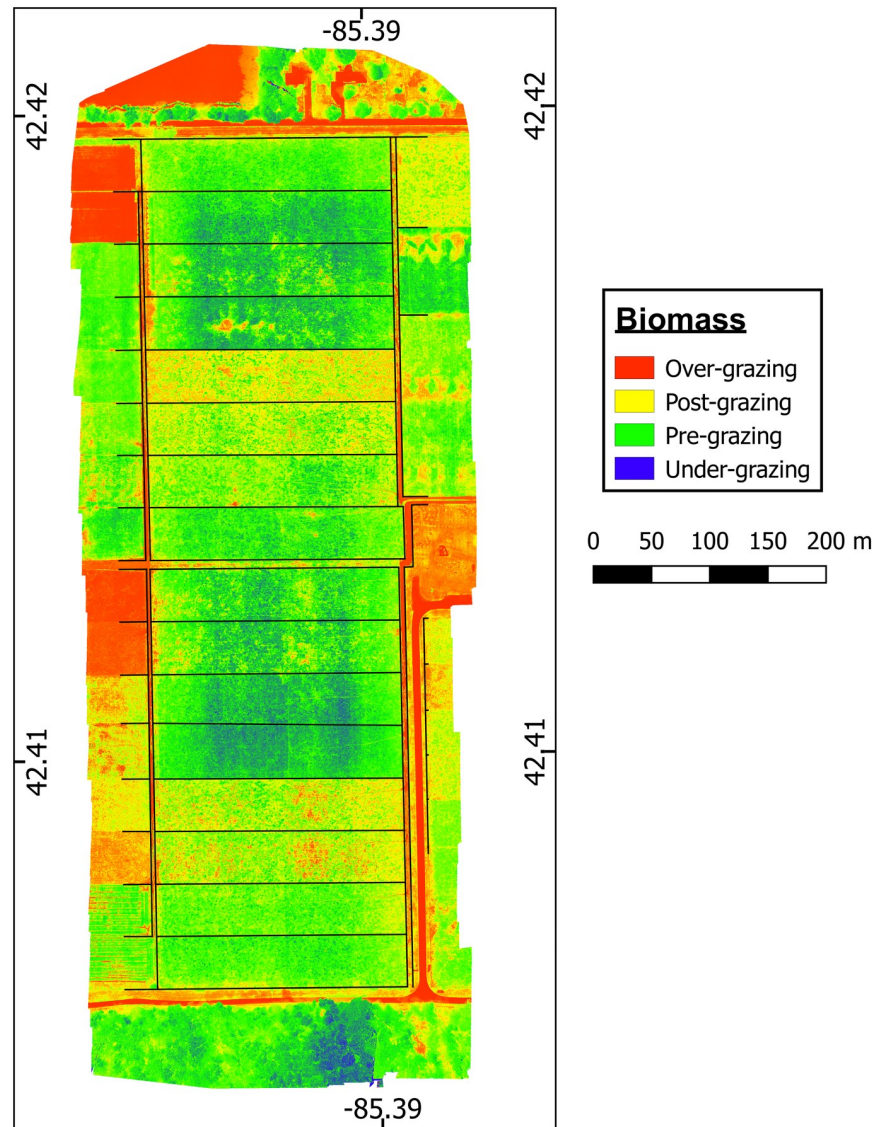 -85.39
42.42
42.42
Biomass
Over-grazing
Post-grazing
Pre-grazing
Under-grazing
0 50 100 150 200 m
42.41
42.41
-85.39